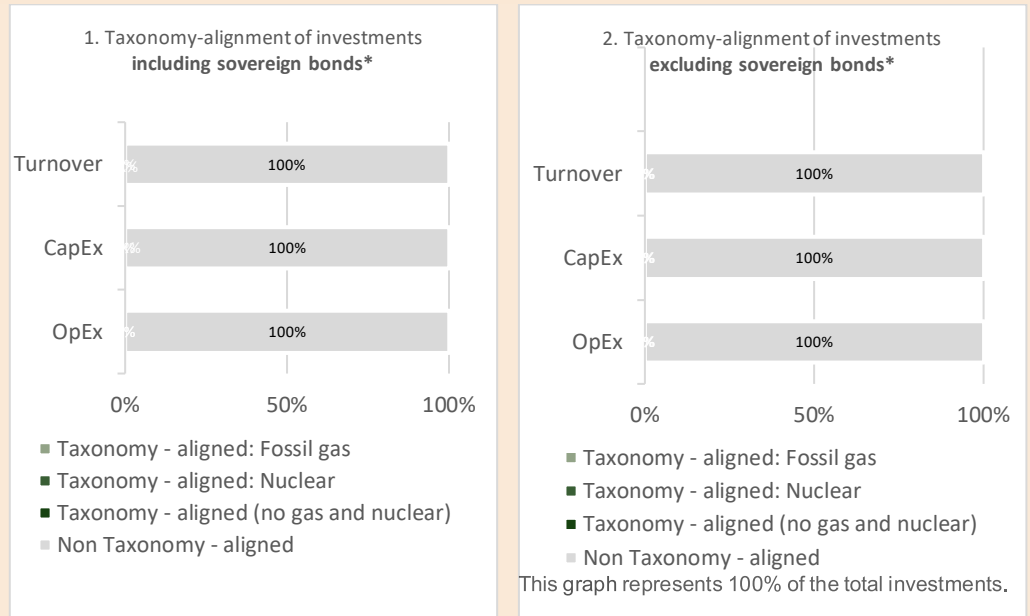 1. Taxonomy-alignment of investments
including sovereign bonds*
Turnover
100%
CapEx
100%
OpEx
100%
0% 50% 100%
Taxonomy - aligned: Fossil gas
Taxonomy - aligned: Nuclear
Taxonomy - aligned (no gas and nuclear)
Non Taxonomy - aligned
2. Taxonomy-alignment of investments
excluding sovereign bonds*
Turnover
100%
CapEx
100%
OpEx
100%
0% 50% 100%
Taxonomy - aligned: Fossil gas
Taxonomy - aligned: Nuclear
Taxonomy - aligned (no gas and nuclear)
Non Taxonomy - aligned
This graph represents 100% of the total investments.